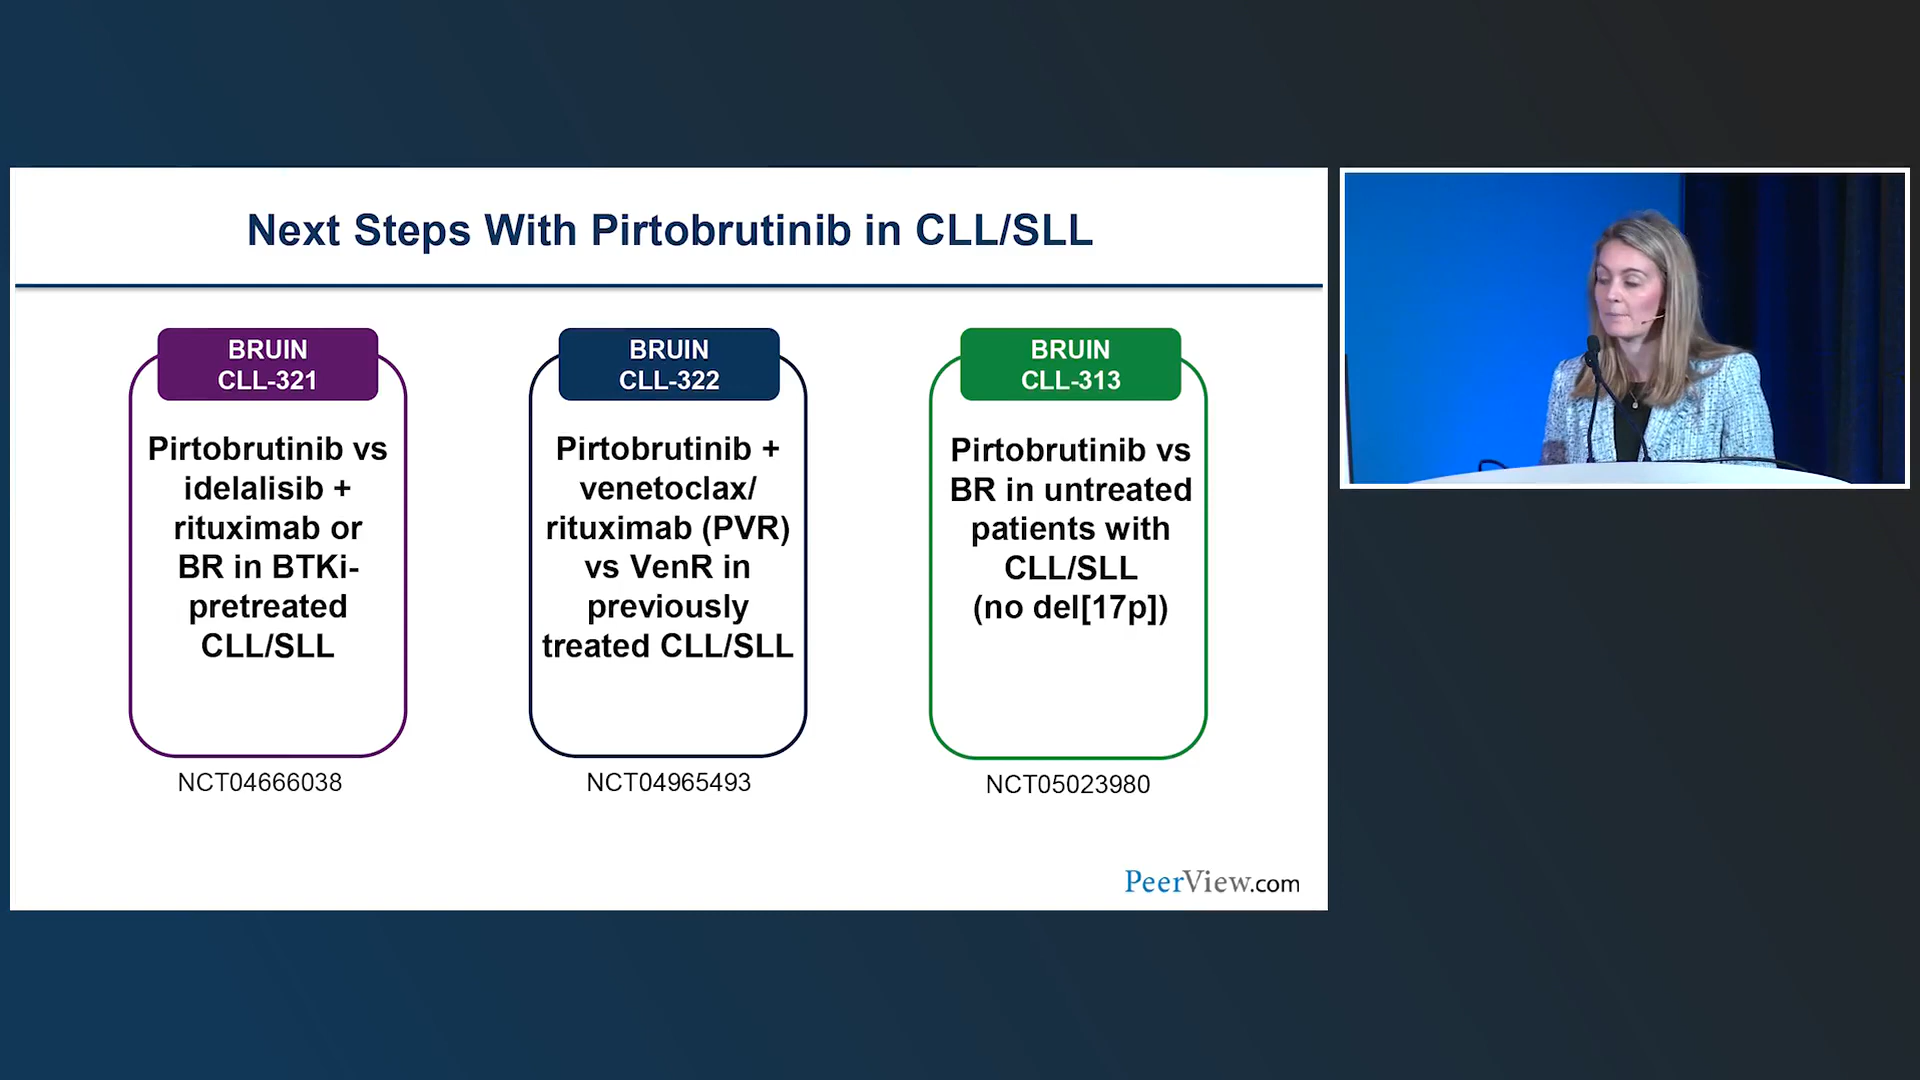 Next Steps With Pirtobrutinib in CLL/SLL
BRUIN
CLL-321
Pirtobrutinib vs
idelalisib +
rituximab or
BR in BTKi-
pretreated
CLL/SLL
NCT04666038
BRUIN
CLL-322
Pirtobrutinib +
venetoclax/
rituximab (PVR)
vs VenR in
previously
treated CLL/SLL
NCT04965493
BRUIN
CLL-313
Pirtobrutinib vs
BR in untreated
patients with
CLL/SLL
(no del[17p])
NCT05023980
PeerView.com